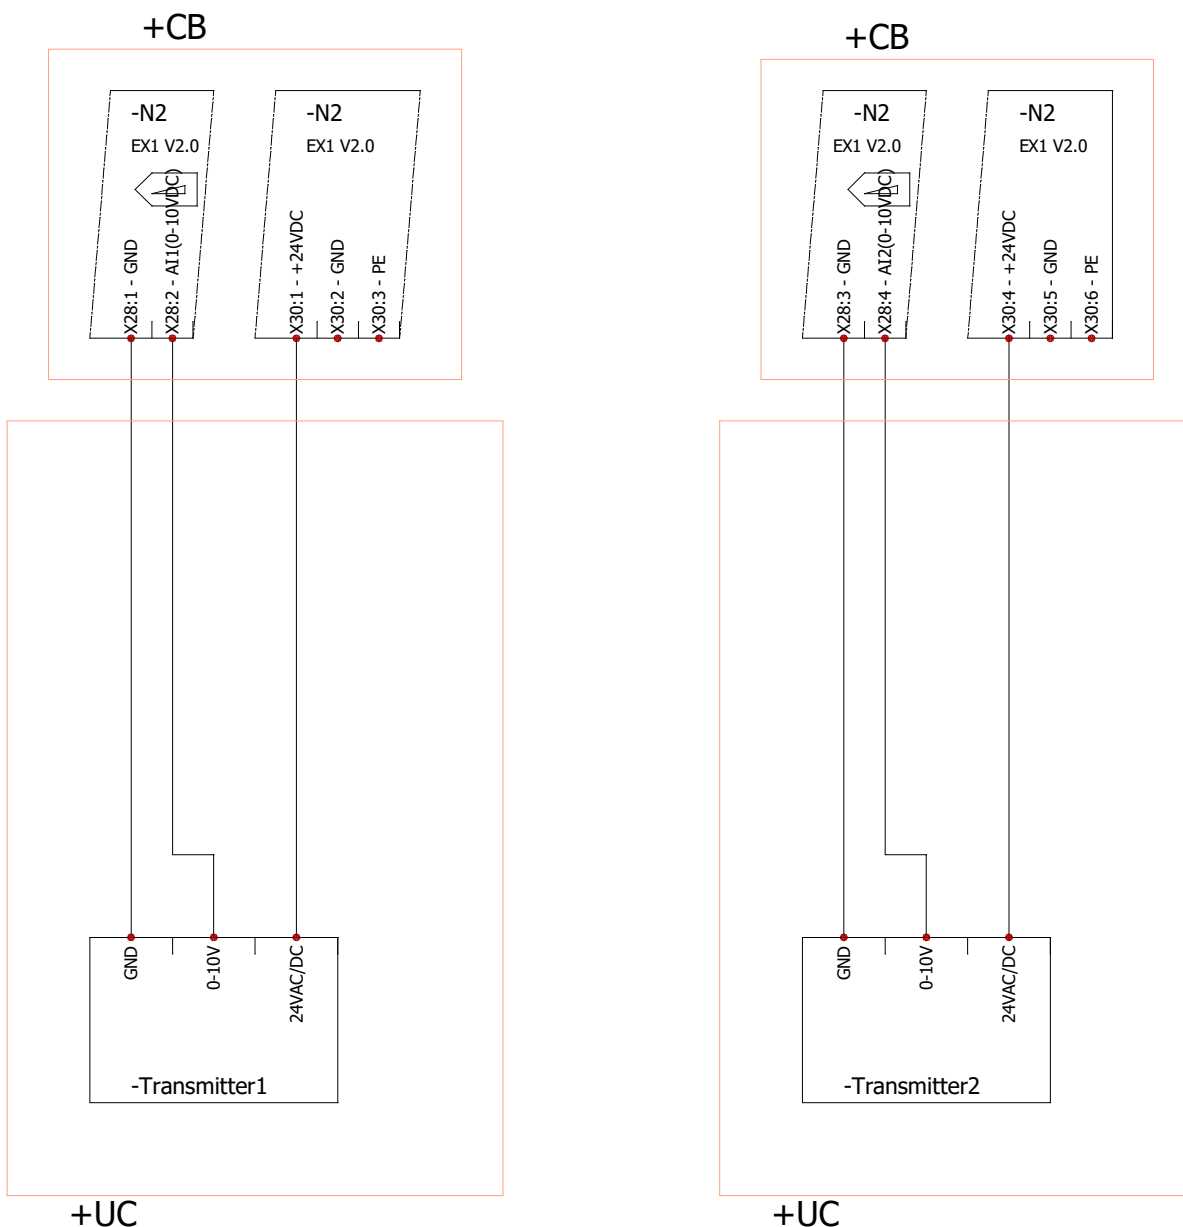 +CB
-N2
EX1 V2.0
X28:1 - GND
X28:2 - AI1(0-10VDC)
-N2
EX1 V2.0
X30:1 - +24VDC
X30:2 - GND
X30:3 - PE
GND
0-10V
24VAC/DC
-Transmitter1
+UC
+CB
-N2
EX1 V2.0
X28:3 - GND
X28:4 - AI2(0-10VDC)
-N2
EX1 V2.0
X30:4 - +24VDC
X30:5 - GND
X30:6 - PE
GND
0-10V
24VAC/DC
-Transmitter2
+UC